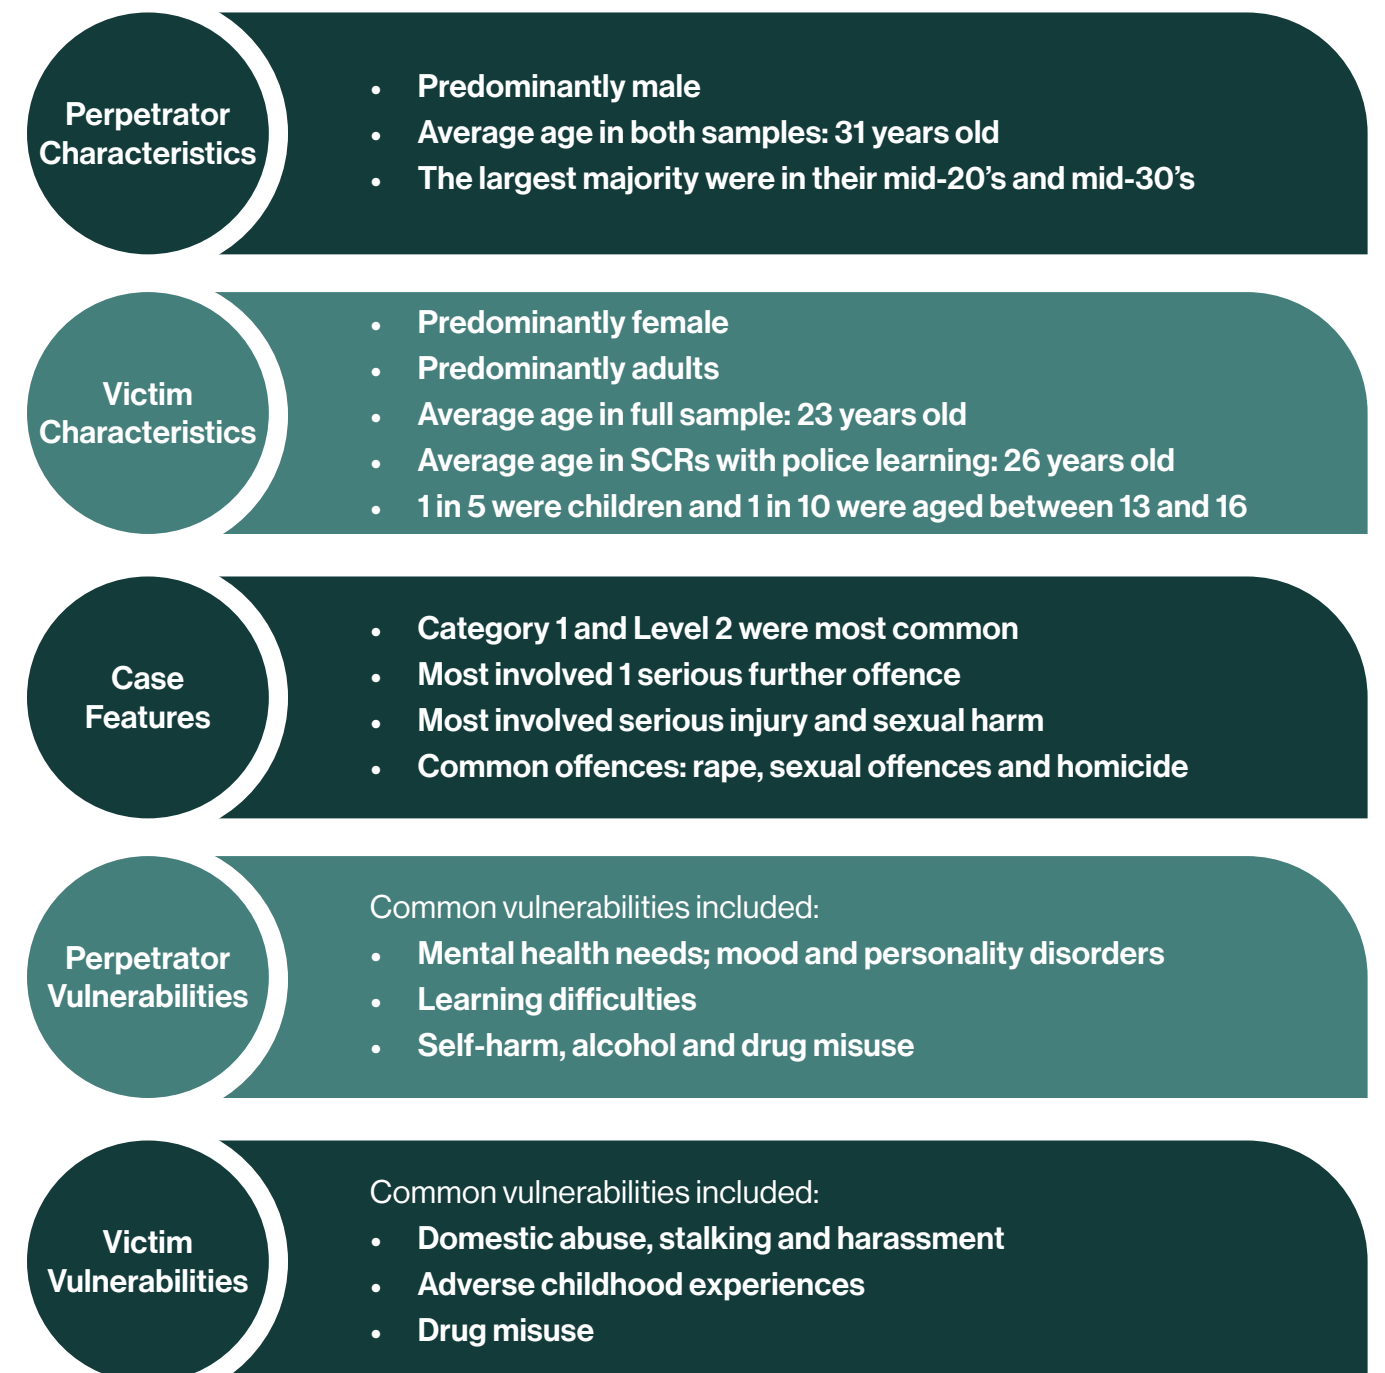 Perpetrator
Characteristics
• Predominantly male
• Average age in both samples: 31 years old
• The largest majority were in their mid-20’s and mid-30’s
Victim
Characteristics
• Predominantly female
• Predominantly adults
• Average age in full sample: 23 years old
• Average age in SCRs with police learning: 26 years old
• 1 in 5 were children and 1 in 10 were aged between 13 and 16
Case
Features
• Category 1 and Level 2 were most common
• Most involved 1 serious further offence
• Most involved serious injury and sexual harm
• Common offences: rape, sexual offences and homicide
Perpetrator
Vulnerabilities
Common vulnerabilities included:
• Mental health needs; mood and personality disorders
• Learning difficulties
• Self-harm, alcohol and drug misuse
Victim
Vulnerabilities
Common vulnerabilities included:
• Domestic abuse, stalking and harassment
• Adverse childhood experiences
• Drug misuse